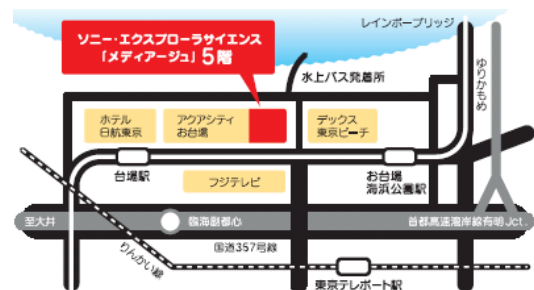 レインボーブリッジ
ソニー・エクスプローラサイエンス
「メディアージュ」5階
水上バス発着所
ゆりかもめ
ホテル
日航東京
アクアシティ
お台場
デックス
東京ビーチ
台場駅
フジテレビ
お台場
海浜公園駅
至大井
臨海副都心
首都高速湾岸線有明Jct.
りんかい線
国道357号線
東京テレポート駅